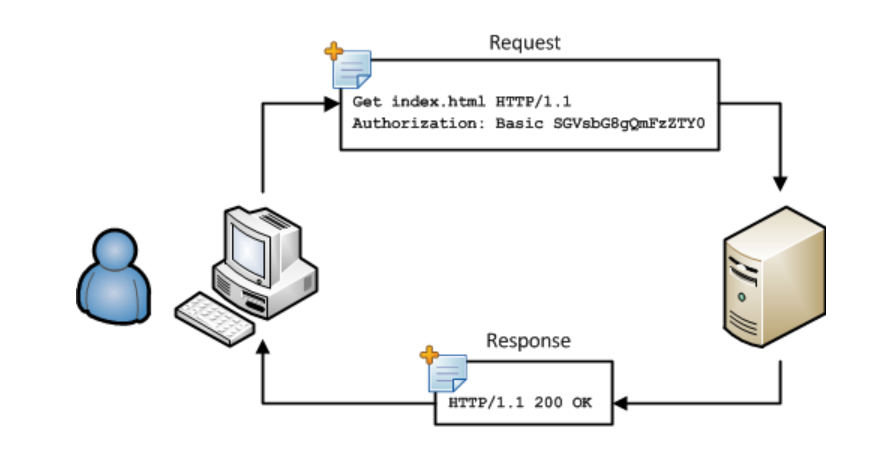 Request
Get index.html HTTP/1.1
Authorization: Basic SGVsbG8gQmFzZTY0
Response
HTTP/1.1 200 OK